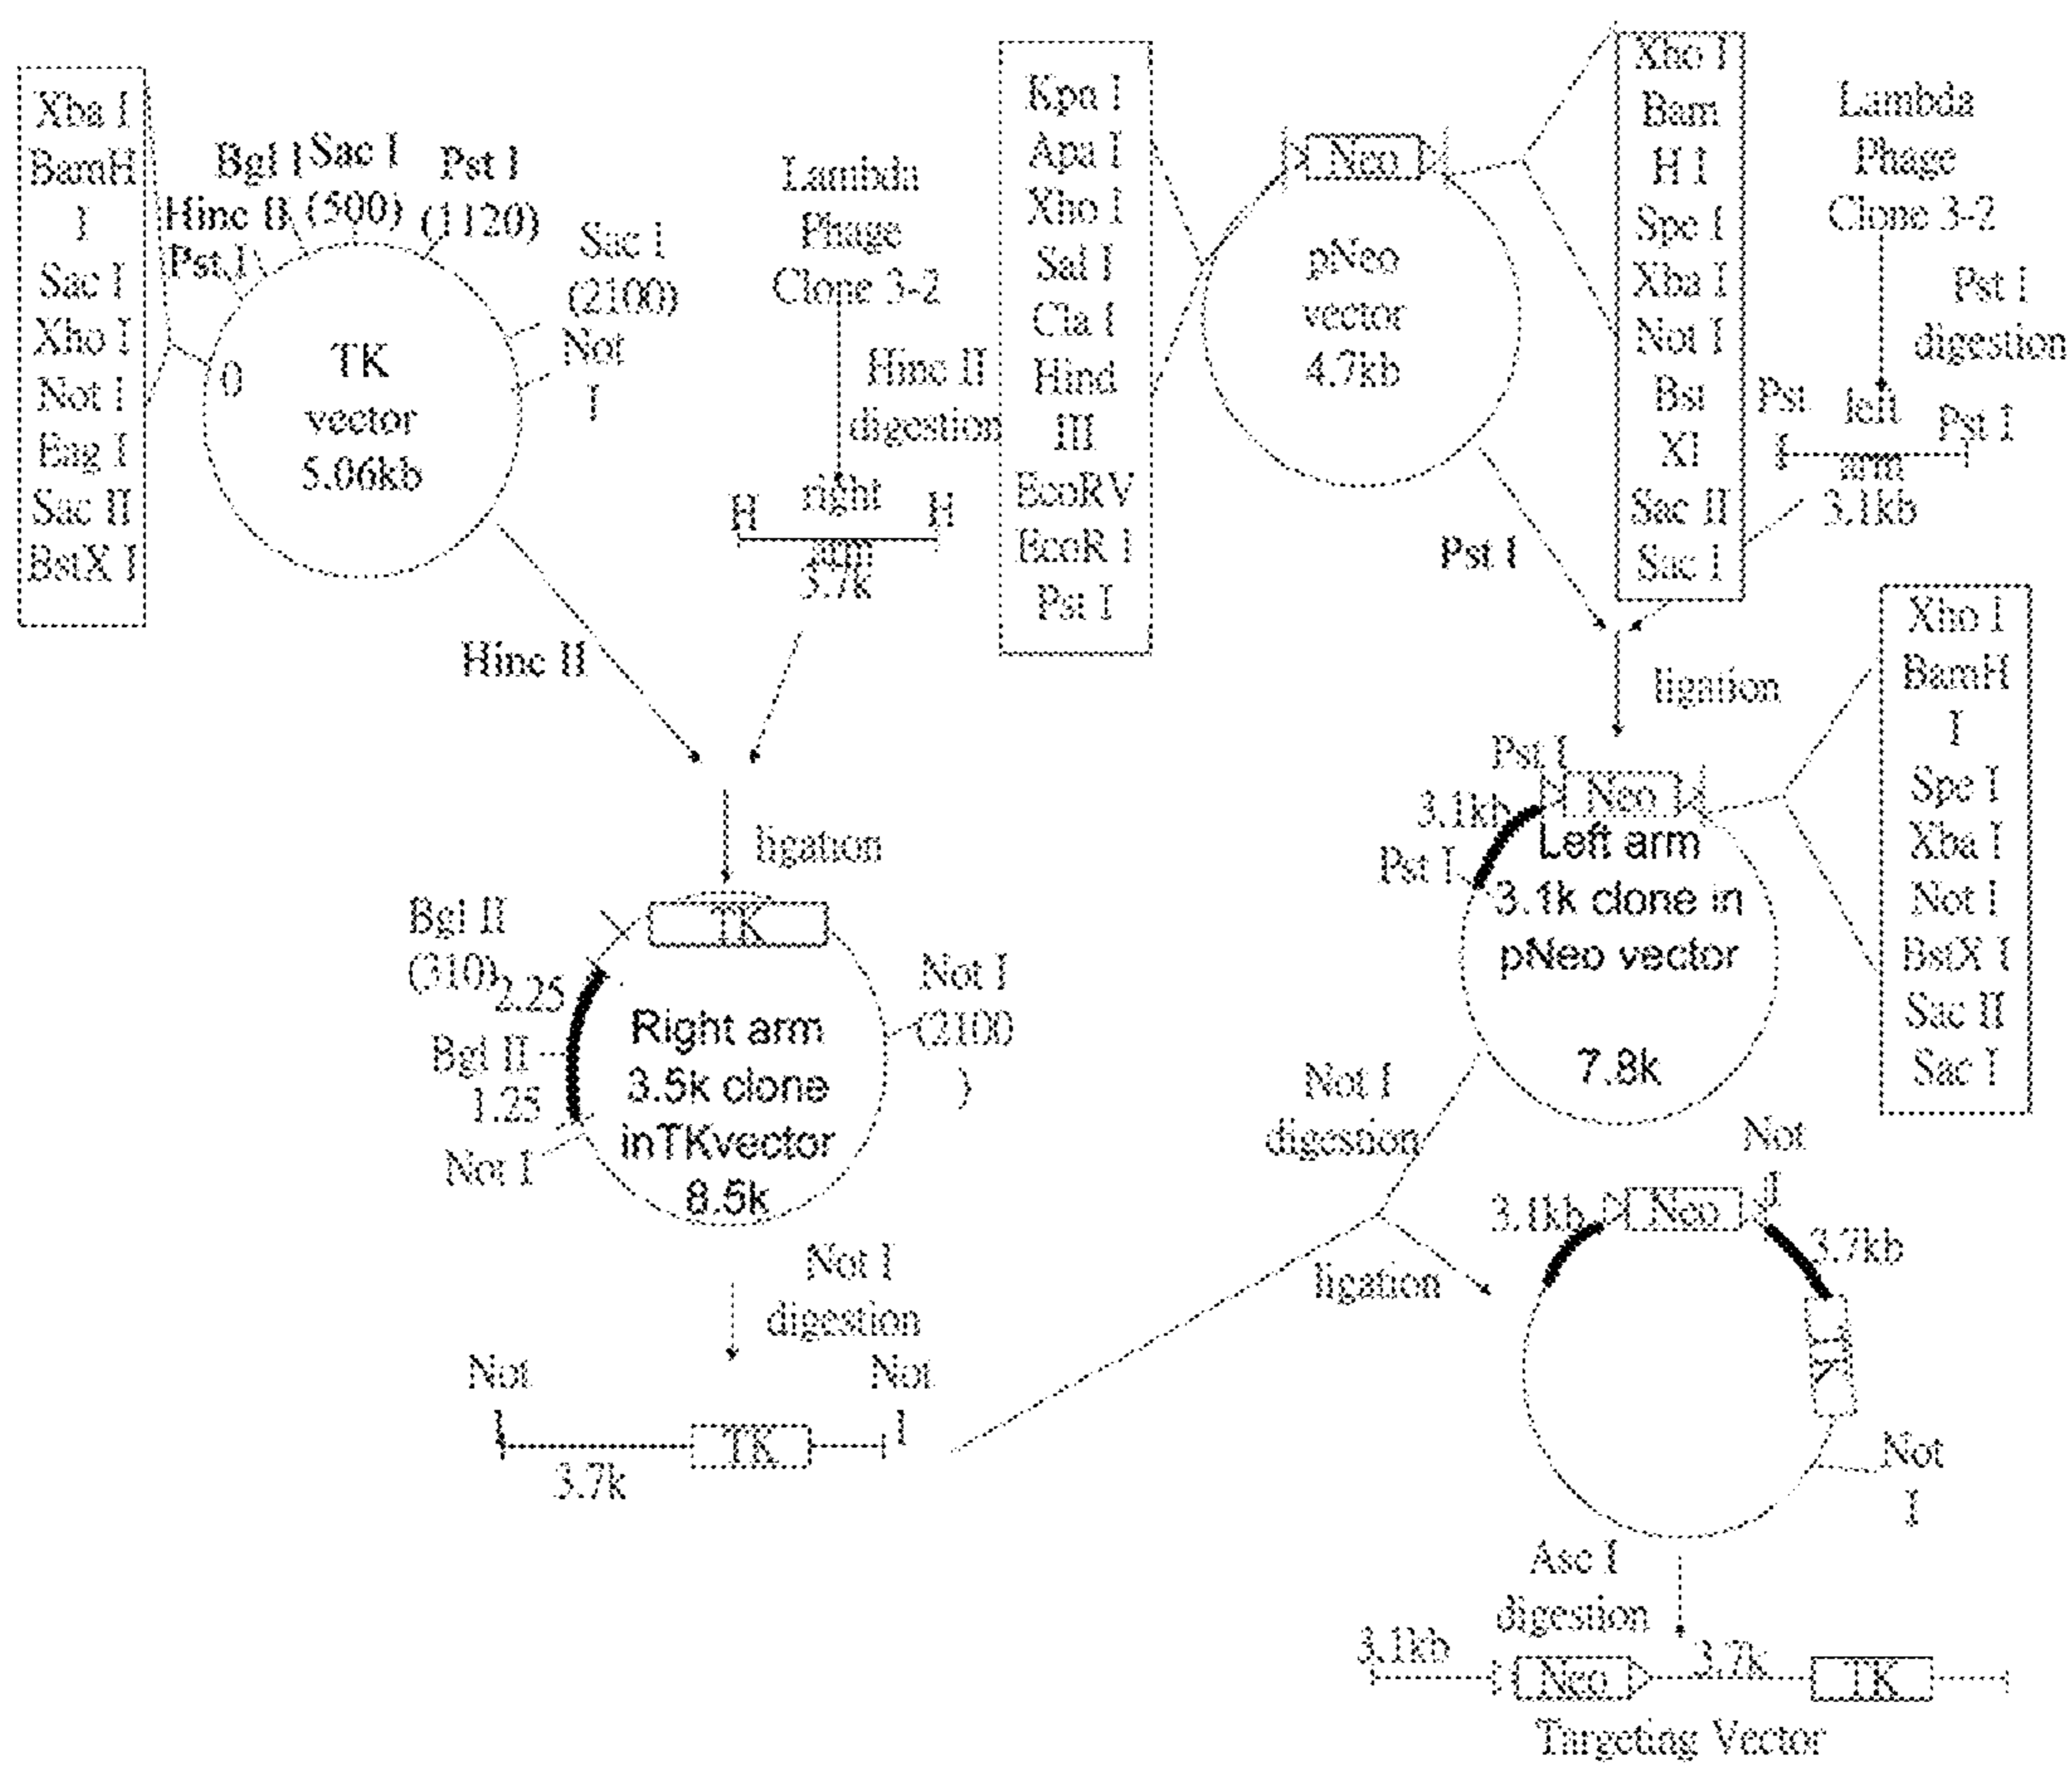 Xba I
BamH
I
Sac I
Xho I
Not I
Eag I
Sac II
BstX I
Bgl I
Sac I
(500)
Pst I
(1120)
Hinc II
Pst I
Sac I
(2100)
Not
I
0
TK
vector
5.06kb
Lambda
Phage
Clone 3-2
Hinc II
digestion
H
right
H
arm
3.7k
Hinc II
ligation
Kpn I
Apa I
Xho I
Sal I
Cla I
Hind
III
EcoRV
EcoR I
Pst I
Neo
pNeo
vector
4.7kb
Xho I
Bam
H I
Spe I
Xba I
Not I
Bst
XI
Sac II
Sac I
Lambda
Phage
Clone 3-2
Pst I
digestion
Pst
I
left
Pst I
arm
3.1kb
Pst I
ligation
Xho I
BamH
I
Spe I
Xba I
Not I
BstX I
Sac II
Sac I
Pst I
Neo
3.1kb
Pst I
Left arm
3.1k clone in
pNeo vector
7.8k
Bgl II
(310)
2.25
Bgl II
1.25
Not I
TK
Not I
(2100
)
Right arm
3.5k clone
inTKvector
8.5k
Not I
digestion
Not
I
Not
I
TK
3.7k
Not I
digestion
ligation
Not
I
3.1kb
Neo
3.7kb
TK
Not
I
Asc I
digestion
3.1kb
Neo
3.7k
TK
Targeting Vector